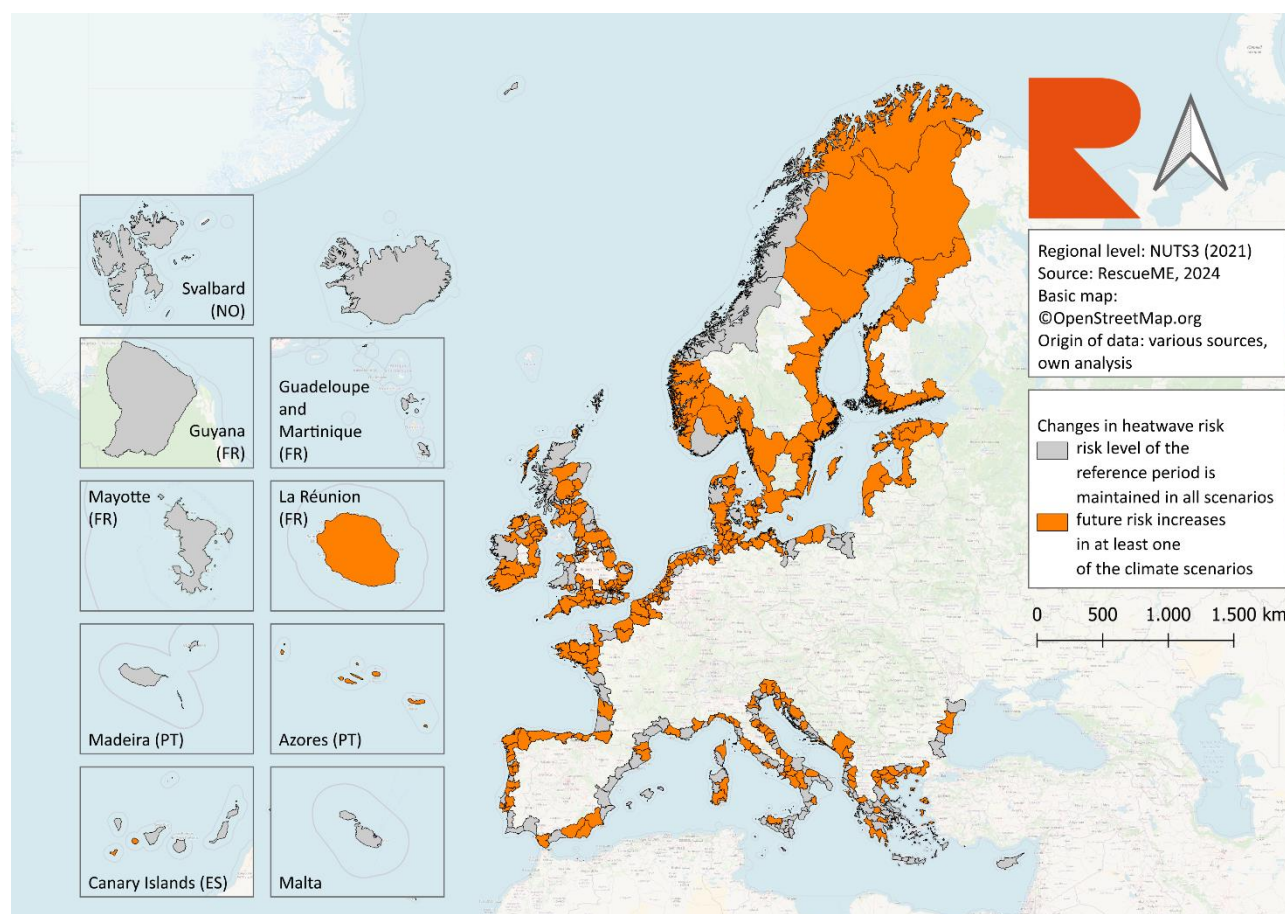 Svalbard
(NO)
Guyana
(FR)
Guadeloupe
and
Martinique
(FR)
Mayotte
(FR)
La Réunion
(FR)
Madeira (PT)
Azores (PT)
Canary Islands (ES)
Malta
R
Regional level: NUTS3 (2021)
Source: RescueME, 2024
Basic map:
©OpenStreetMap.org
Origin of data: various sources,
own analysis
Changes in heatwave risk
risk level of the
reference period is
maintained in all scenarios
future risk increases
in at least one
of the climate scenarios
0 500 1.000 1.500 km